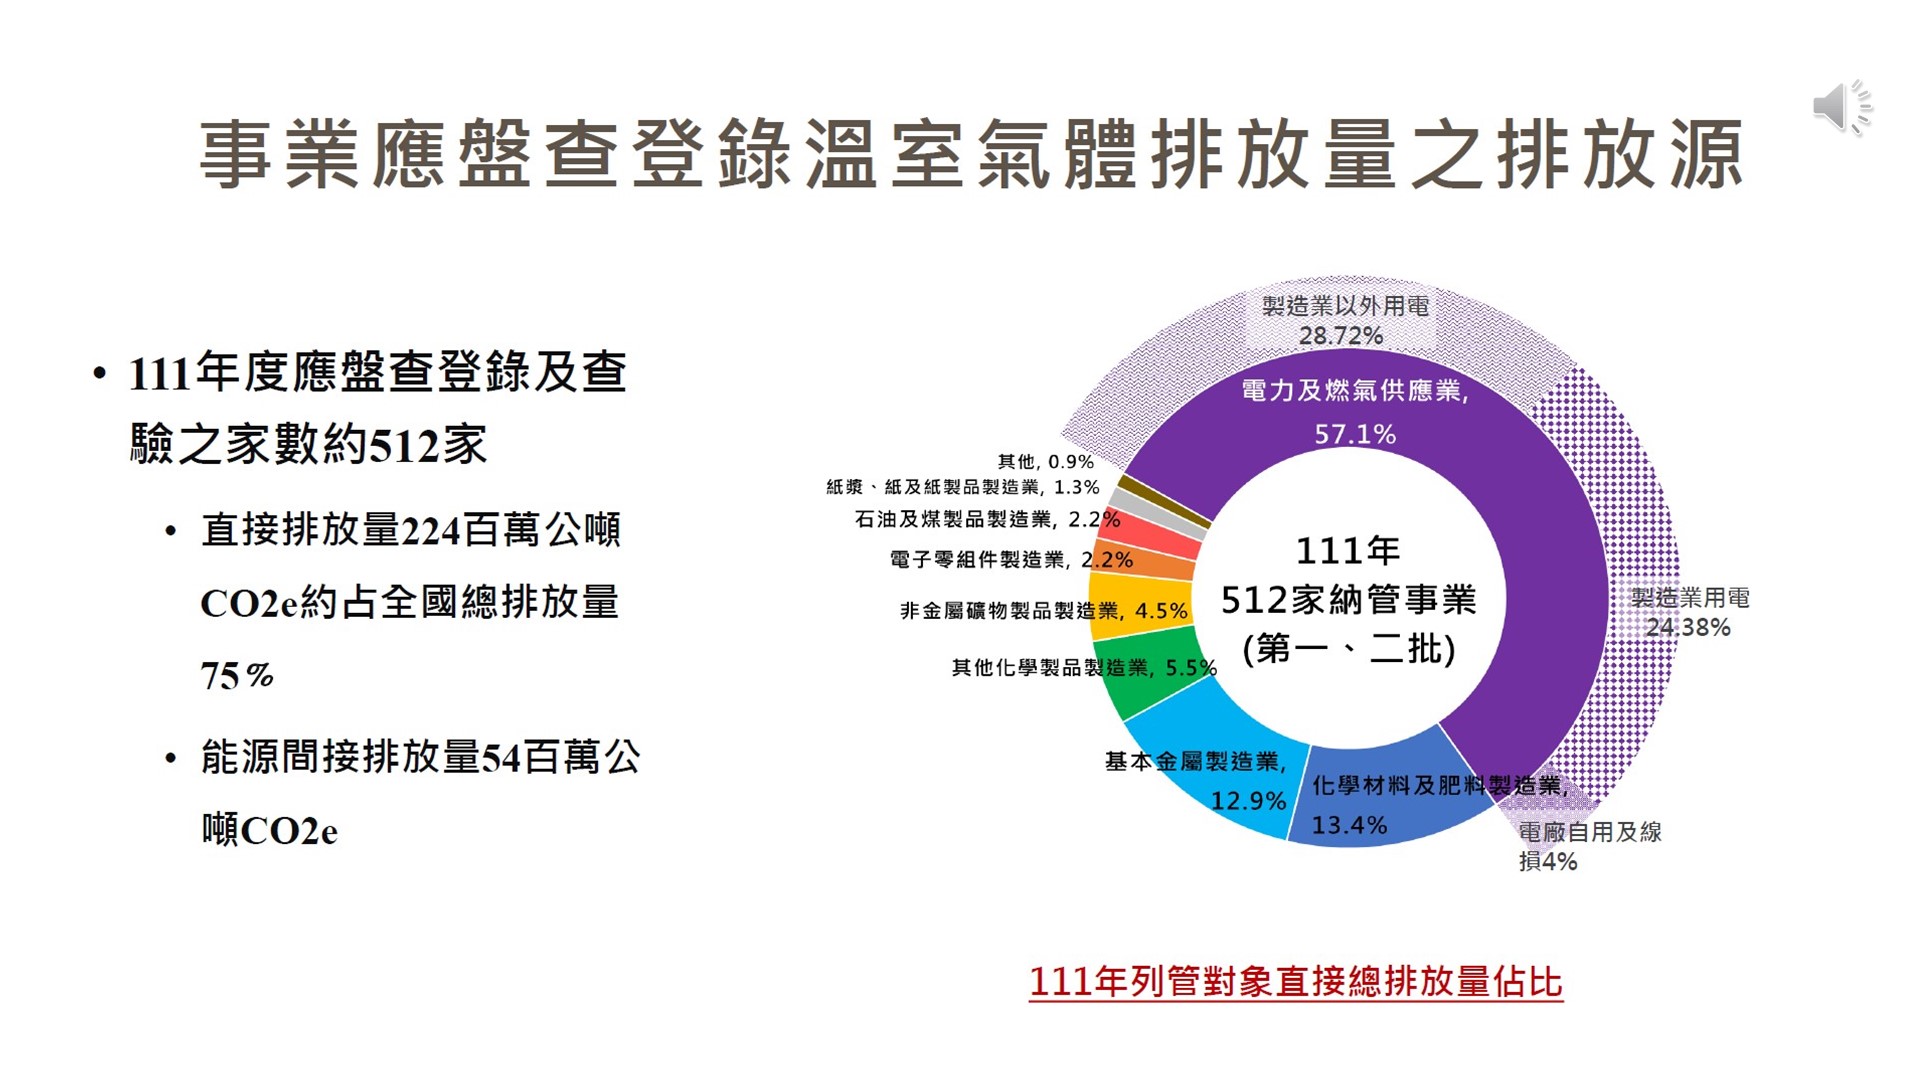 事業應盤查登錄溫室氣體排放量之排放源
• 111年度應盤查登錄及查
驗之家數約512家
• 直接排放量224百萬公噸
CO2e約占全國總排放量
75﹪
• 能源間接排放量54百萬公
噸CO2e
製造業以外用電
28.72%
電力及燃氣供應業,
57.1%
其他, 0.9%
紙漿、紙及紙製品製造業, 1.3%
石油及煤製品製造業, 2.2%
電子零組件製造業, 2.2%
非金屬礦物製品製造業, 4.5%
其他化學製品製造業, 5.5%
基本金屬製造業,
12.9%
化學材料及肥料製造業,
13.4%
111年
512家納管事業
(第一、二批)
製造業用電
24.38%
電廠自用及線
損4%
111年列管對象直接總排放量佔比